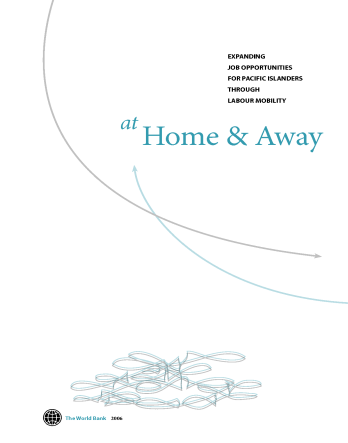 EXPANDING
JOB OPPORTUNITIES
FOR PACIFIC ISLANDERS
THROUGH
LABOUR MOBILITY
at Home & Away
The World Bank 2006